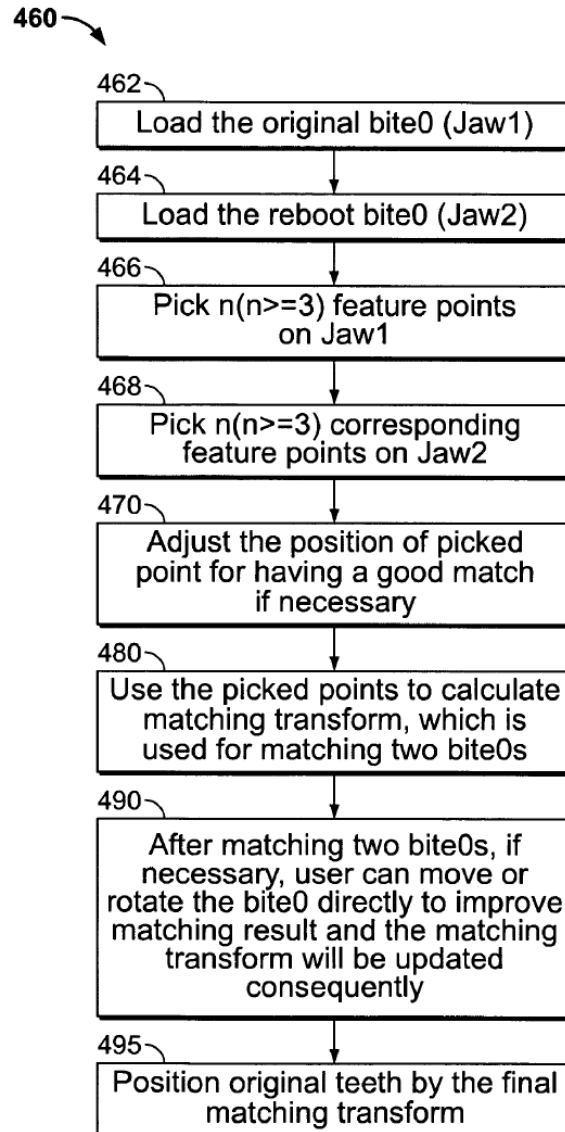 460
462
Load the original bite0 (Jaw1)
464
Load the reboot bite0 (Jaw2)
466
Pick n(n>=3) feature points
on Jaw1
468
Pick n(n>=3) corresponding
feature points on Jaw2
470
Adjust the position of picked
point for having a good match
if necessary
480
Use the picked points to calculate
matching transform, which is
used for matching two bite0s
490
After matching two bite0s, if
necessary, user can move or
rotate the bite0 directly to improve
matching result and the matching
transform will be updated
consequently
495
Position original teeth by the final
matching transform